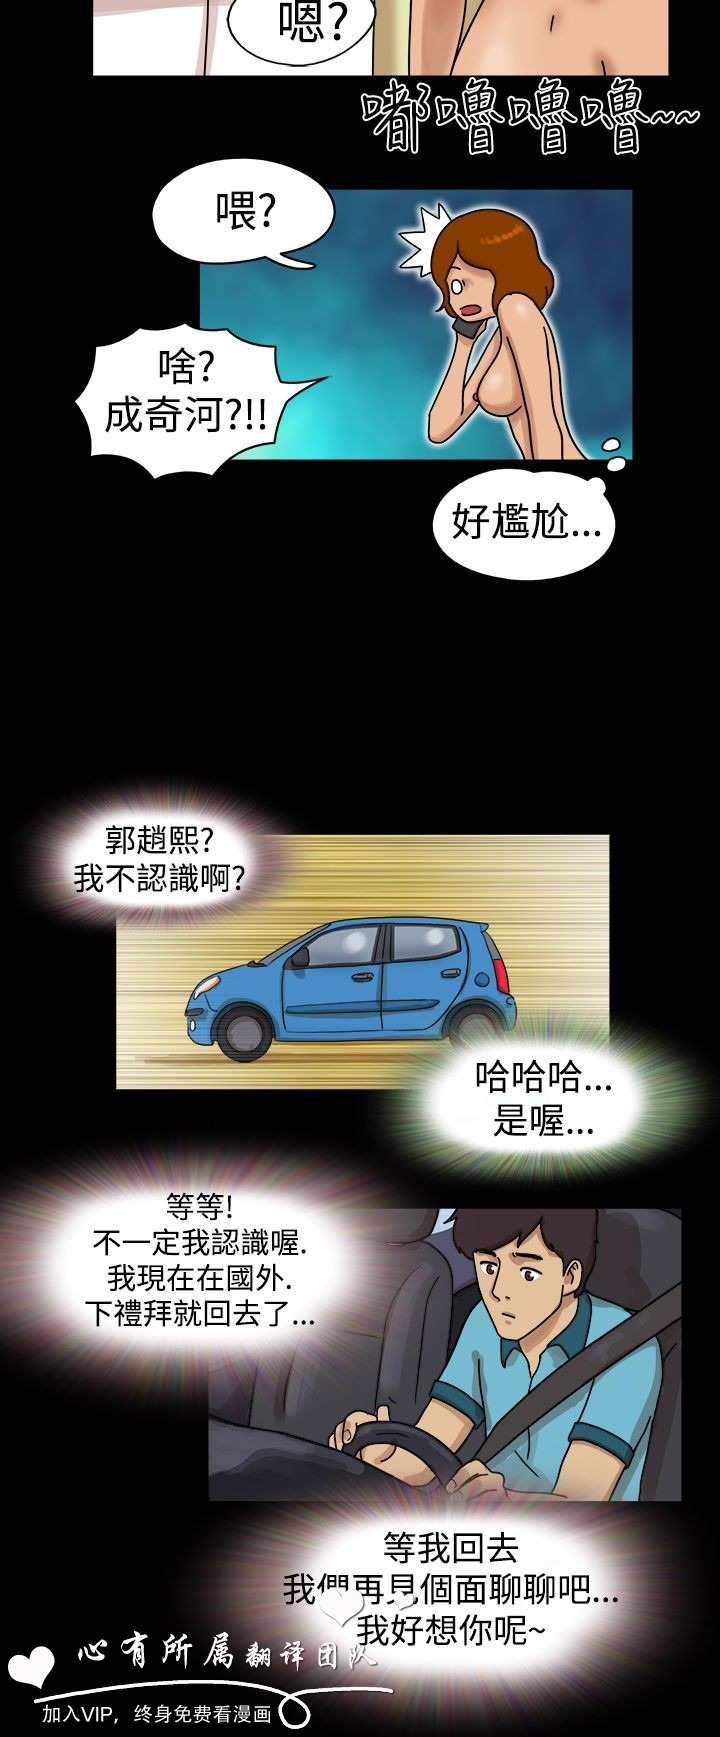 嗯?
嘟嚕嚕嚕~~
喂?
啥?
成奇河?!!
好尷尬...
郭趙熙?
我不認識啊?
哈哈哈...
是喔...
等等!
不一定我認識喔.
我現在在國外.
下禮拜就回去了...
等我回去
我們再見個面聊聊吧...
我好想你呢~
心有所属翻译团队
加入VIP，终身免费看漫画